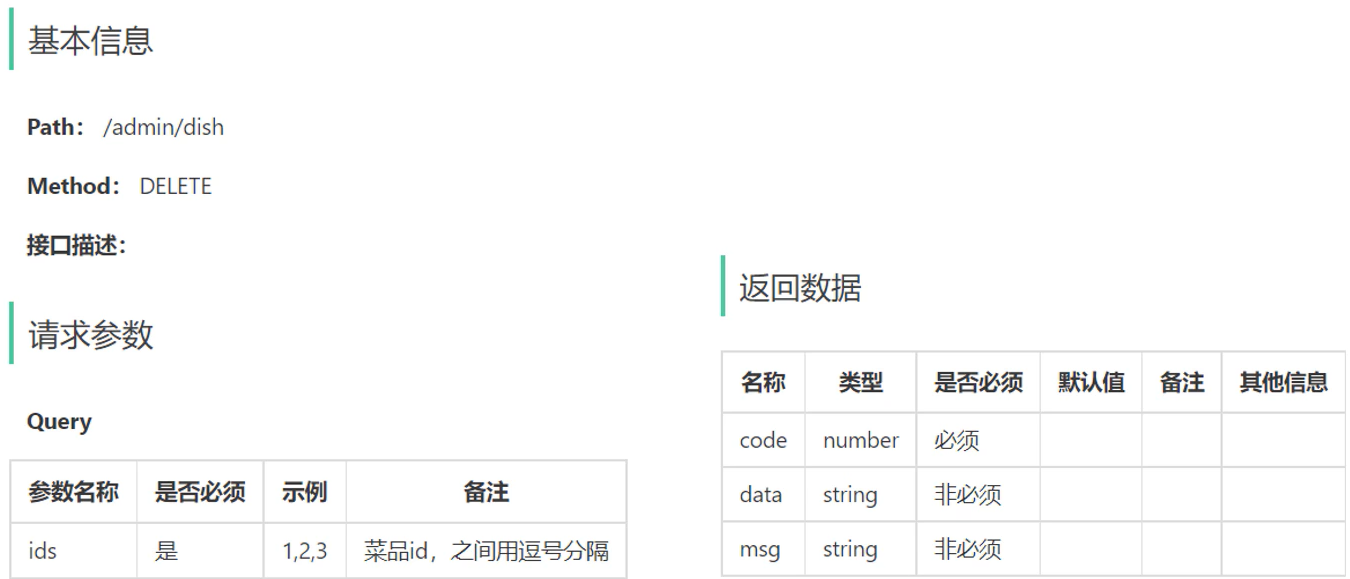 基本信息
Path： /admin/dish
Method： DELETE
接口描述：
请求参数
Query
参数名称 是否必须 示例 备注
ids 是 1,2,3 菜品id，之间用逗号分隔
返回数据
名称 类型 是否必须 默认值 备注 其他信息
code number 必须
data string 非必须
msg string 非必须